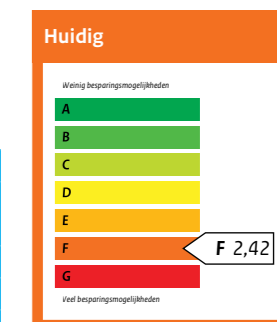 Huidig
Weinig besparingsmogelijkheden
A
B
C
D
E
F
F 2,42
G
Veel besparingsmogelijkheden